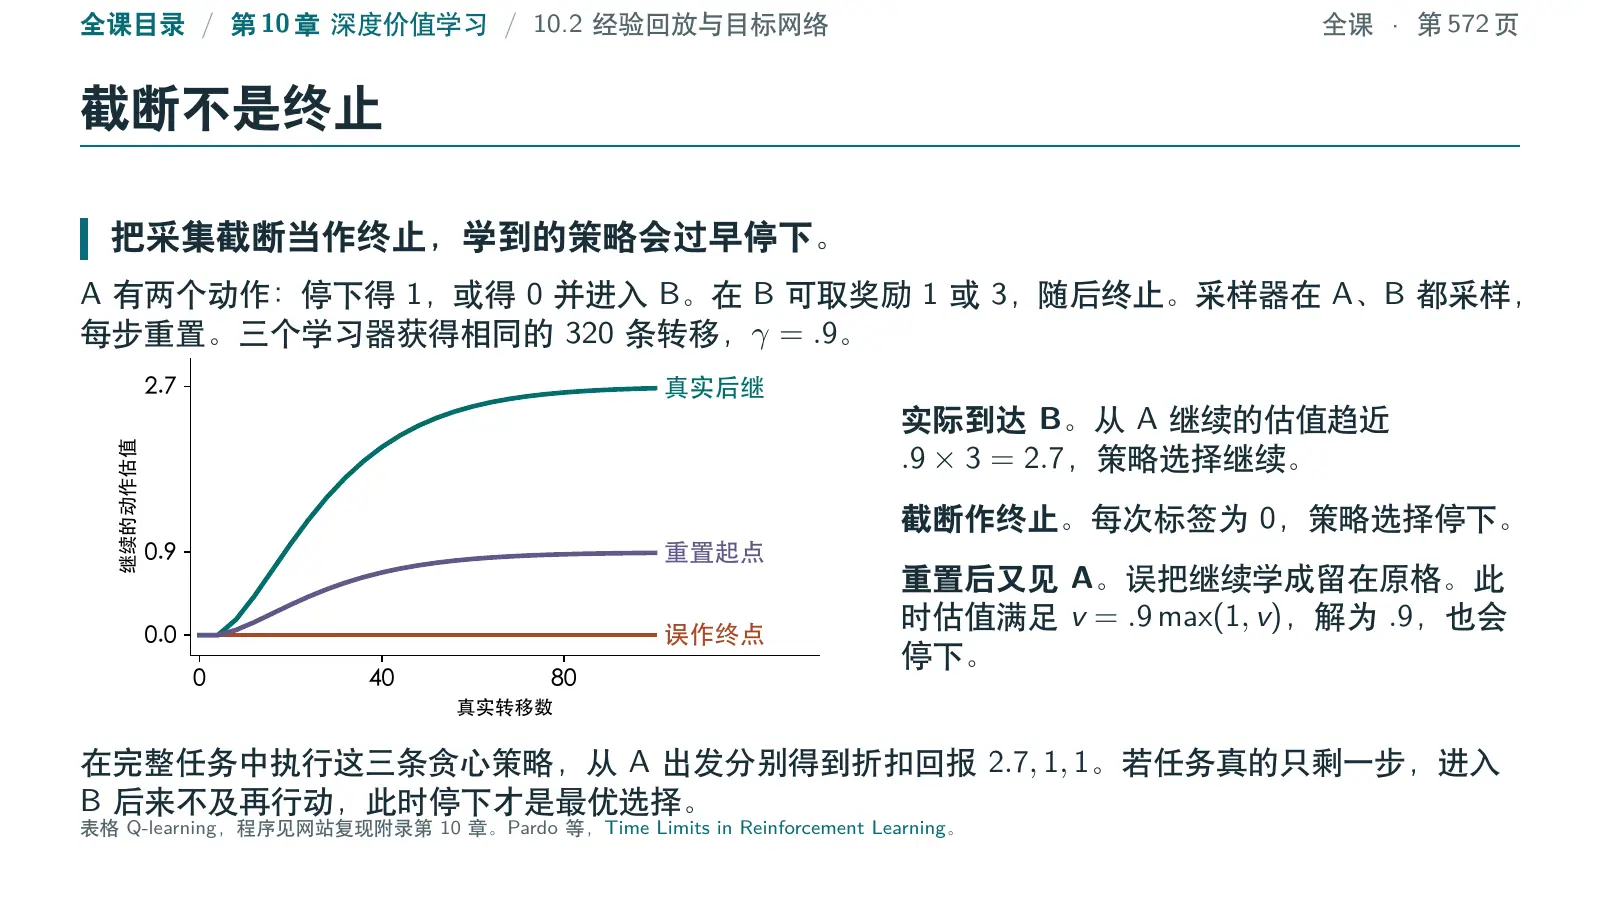 全课目录 / 第10章 深度价值学习 / 10.2 经验回放与目标网络
全课 · 第572页
截断不是终止
把采集截断当作终止，学到的策略会过早停下。
A 有两个动作：停下得 1，或得 0 并进入 B。在 B 可取奖励 1 或 3，随后终止。采样器在 A、B 都采样，
每步重置。三个学习器获得相同的 320 条转移，γ = .9。
继续的动作估值
2.7
0.9
0.0
0
40
80
真实转移数
真实后继
重置起点
误作终点
实际到达 B。从 A 继续的估值趋近
.9 × 3 = 2.7，策略选择继续。
截断作终止。每次标签为 0，策略选择停下。
重置后又见 A。误把继续学成留在原格。此
时估值满足 v = .9 max(1, v)，解为 .9，也会
停下。
在完整任务中执行这三条贪心策略，从 A 出发分别得到折扣回报 2.7, 1, 1。若任务真的只剩一步，进入
B 后来不及再行动，此时停下才是最优选择。
表格 Q-learning，程序见网站复现附录第 10 章。Pardo 等，Time Limits in Reinforcement Learning。